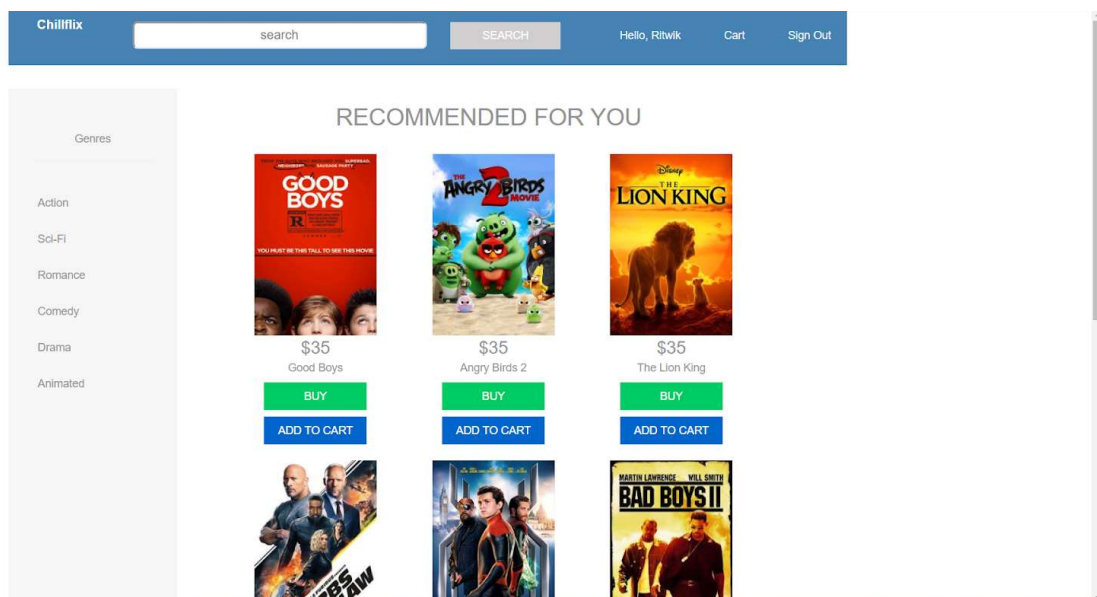 Chillflix
search
SEARCH
Hello, Ritwik
Cart
Sign Out
Genres
Action
Sci-Fi
Romance
Comedy
Drama
Animated
RECOMMENDED FOR YOU
GOOD
BOYS
R
YOU MUST BE THIS TALL TO SEE THIS MOVIE
THE
ANGRY BIRDS
2
MOVIE
Disney
THE
LION KING
$35
$35
$35
Good Boys
Angry Birds 2
The Lion King
BUY
BUY
BUY
ADD TO CART
ADD TO CART
ADD TO CART
MARTIN LAWRENCE WILL SMITH
BAD BOYS II